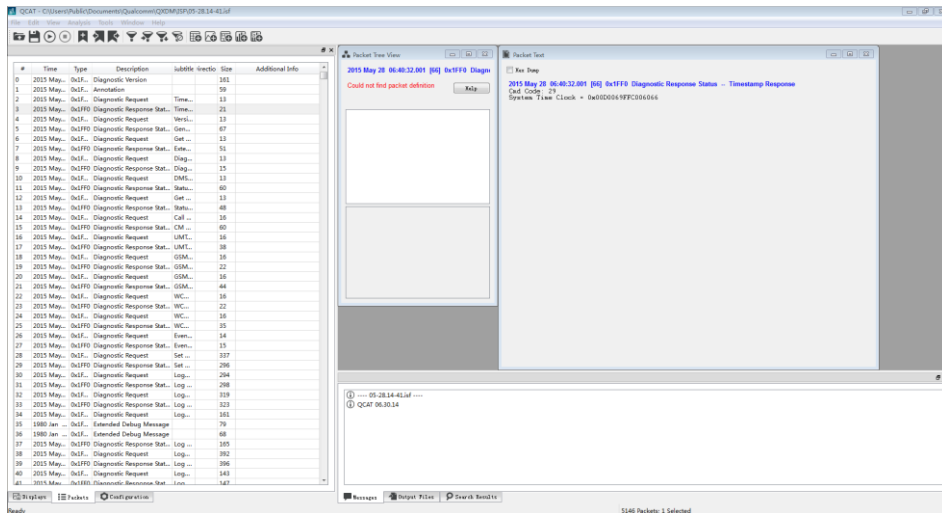 QCAT - C:\Users\Public\Documents\Qualcomm\QXDM\ISF\05-28.14-41.isf
File Edit View Analysis Tools Window Help
# Time Type Description Subtitle Size Additional Info
0 2015 May... 0x1F... Diagnostic Version 161
1 2015 May... 0x1F... Annotation 59
2 2015 May... 0x1F... Diagnostic Request Time... 13
3 2015 May... 0x1FF0 Diagnostic Response Stat... Time... 21
4 2015 May... 0x1F... Diagnostic Request Versi... 13
5 2015 May... 0x1FF0 Diagnostic Response Stat... Gen... 67
6 2015 May... 0x1F... Diagnostic Request Get ... 13
7 2015 May... 0x1FF0 Diagnostic Response Stat... Exte... 51
8 2015 May... 0x1F... Diagnostic Request Diag... 13
9 2015 May... 0x1FF0 Diagnostic Response Stat... Diag... 15
10 2015 May... 0x1F... Diagnostic Request DMS... 13
11 2015 May... 0x1FF0 Diagnostic Response Stat... Statu... 60
12 2015 May... 0x1F... Diagnostic Request Get ... 13
13 2015 May... 0x1FF0 Diagnostic Response Stat... Statu... 48
14 2015 May... 0x1F... Diagnostic Request Call ... 16
15 2015 May... 0x1FF0 Diagnostic Response Stat... CM ... 60
16 2015 May... 0x1F... Diagnostic Request UMT... 16
17 2015 May... 0x1FF0 Diagnostic Response Stat... UMT... 38
18 2015 May... 0x1F... Diagnostic Request GSM... 16
19 2015 May... 0x1FF0 Diagnostic Response Stat... GSM... 22
20 2015 May... 0x1F... Diagnostic Request GSM... 16
21 2015 May... 0x1FF0 Diagnostic Response Stat... GSM... 44
22 2015 May... 0x1F... Diagnostic Request WC... 16
23 2015 May... 0x1FF0 Diagnostic Response Stat... WC... 22
24 2015 May... 0x1F... Diagnostic Request WC... 16
25 2015 May... 0x1FF0 Diagnostic Response Stat... WC... 35
26 2015 May... 0x1F... Diagnostic Request Even... 14
27 2015 May... 0x1FF0 Diagnostic Response Stat... Even... 15
28 2015 May... 0x1F... Diagnostic Request Set ... 337
29 2015 May... 0x1FF0 Diagnostic Response Stat... Set ... 296
30 2015 May... 0x1F... Diagnostic Request Log... 294
31 2015 May... 0x1FF0 Diagnostic Response Stat... Log ... 298
32 2015 May... 0x1F... Diagnostic Request Log... 319
33 2015 May... 0x1FF0 Diagnostic Response Stat... Log ... 323
34 2015 May... 0x1F... Diagnostic Request Log... 161
35 1980 Jan ... 0x1F... Extended Debug Message 79
36 1980 Jan ... 0x1F... Extended Debug Message 68
37 2015 May... 0x1FF0 Diagnostic Response Stat... Log ... 165
38 2015 May... 0x1F... Diagnostic Request Log... 392
39 2015 May... 0x1FF0 Diagnostic Response Stat... Log ... 396
40 2015 May... 0x1F... Diagnostic Request Log... 143
41 2015 May... 0x1FF0 Diagnostic Response Stat... Log ... 147
Displays Packets Configuration
Ready
Packet Tree View
2015 May 28 06:40:32.001 [66] 0x1FF0 Diagn
Could not find packet definition
Help
Packet Text
Hex Dump
2015 May 28 06:40:32.001 [66] 0x1FF0 Diagnostic Response Status -- Timestamp Response
Cmd Code: 29
System Time Clock = 0x00D0069FFC006066
---- 05-28.14-41.isf ----
QCAT 06.30.14
Messages Output Files Search Results
5146 Packets: 1 Selected